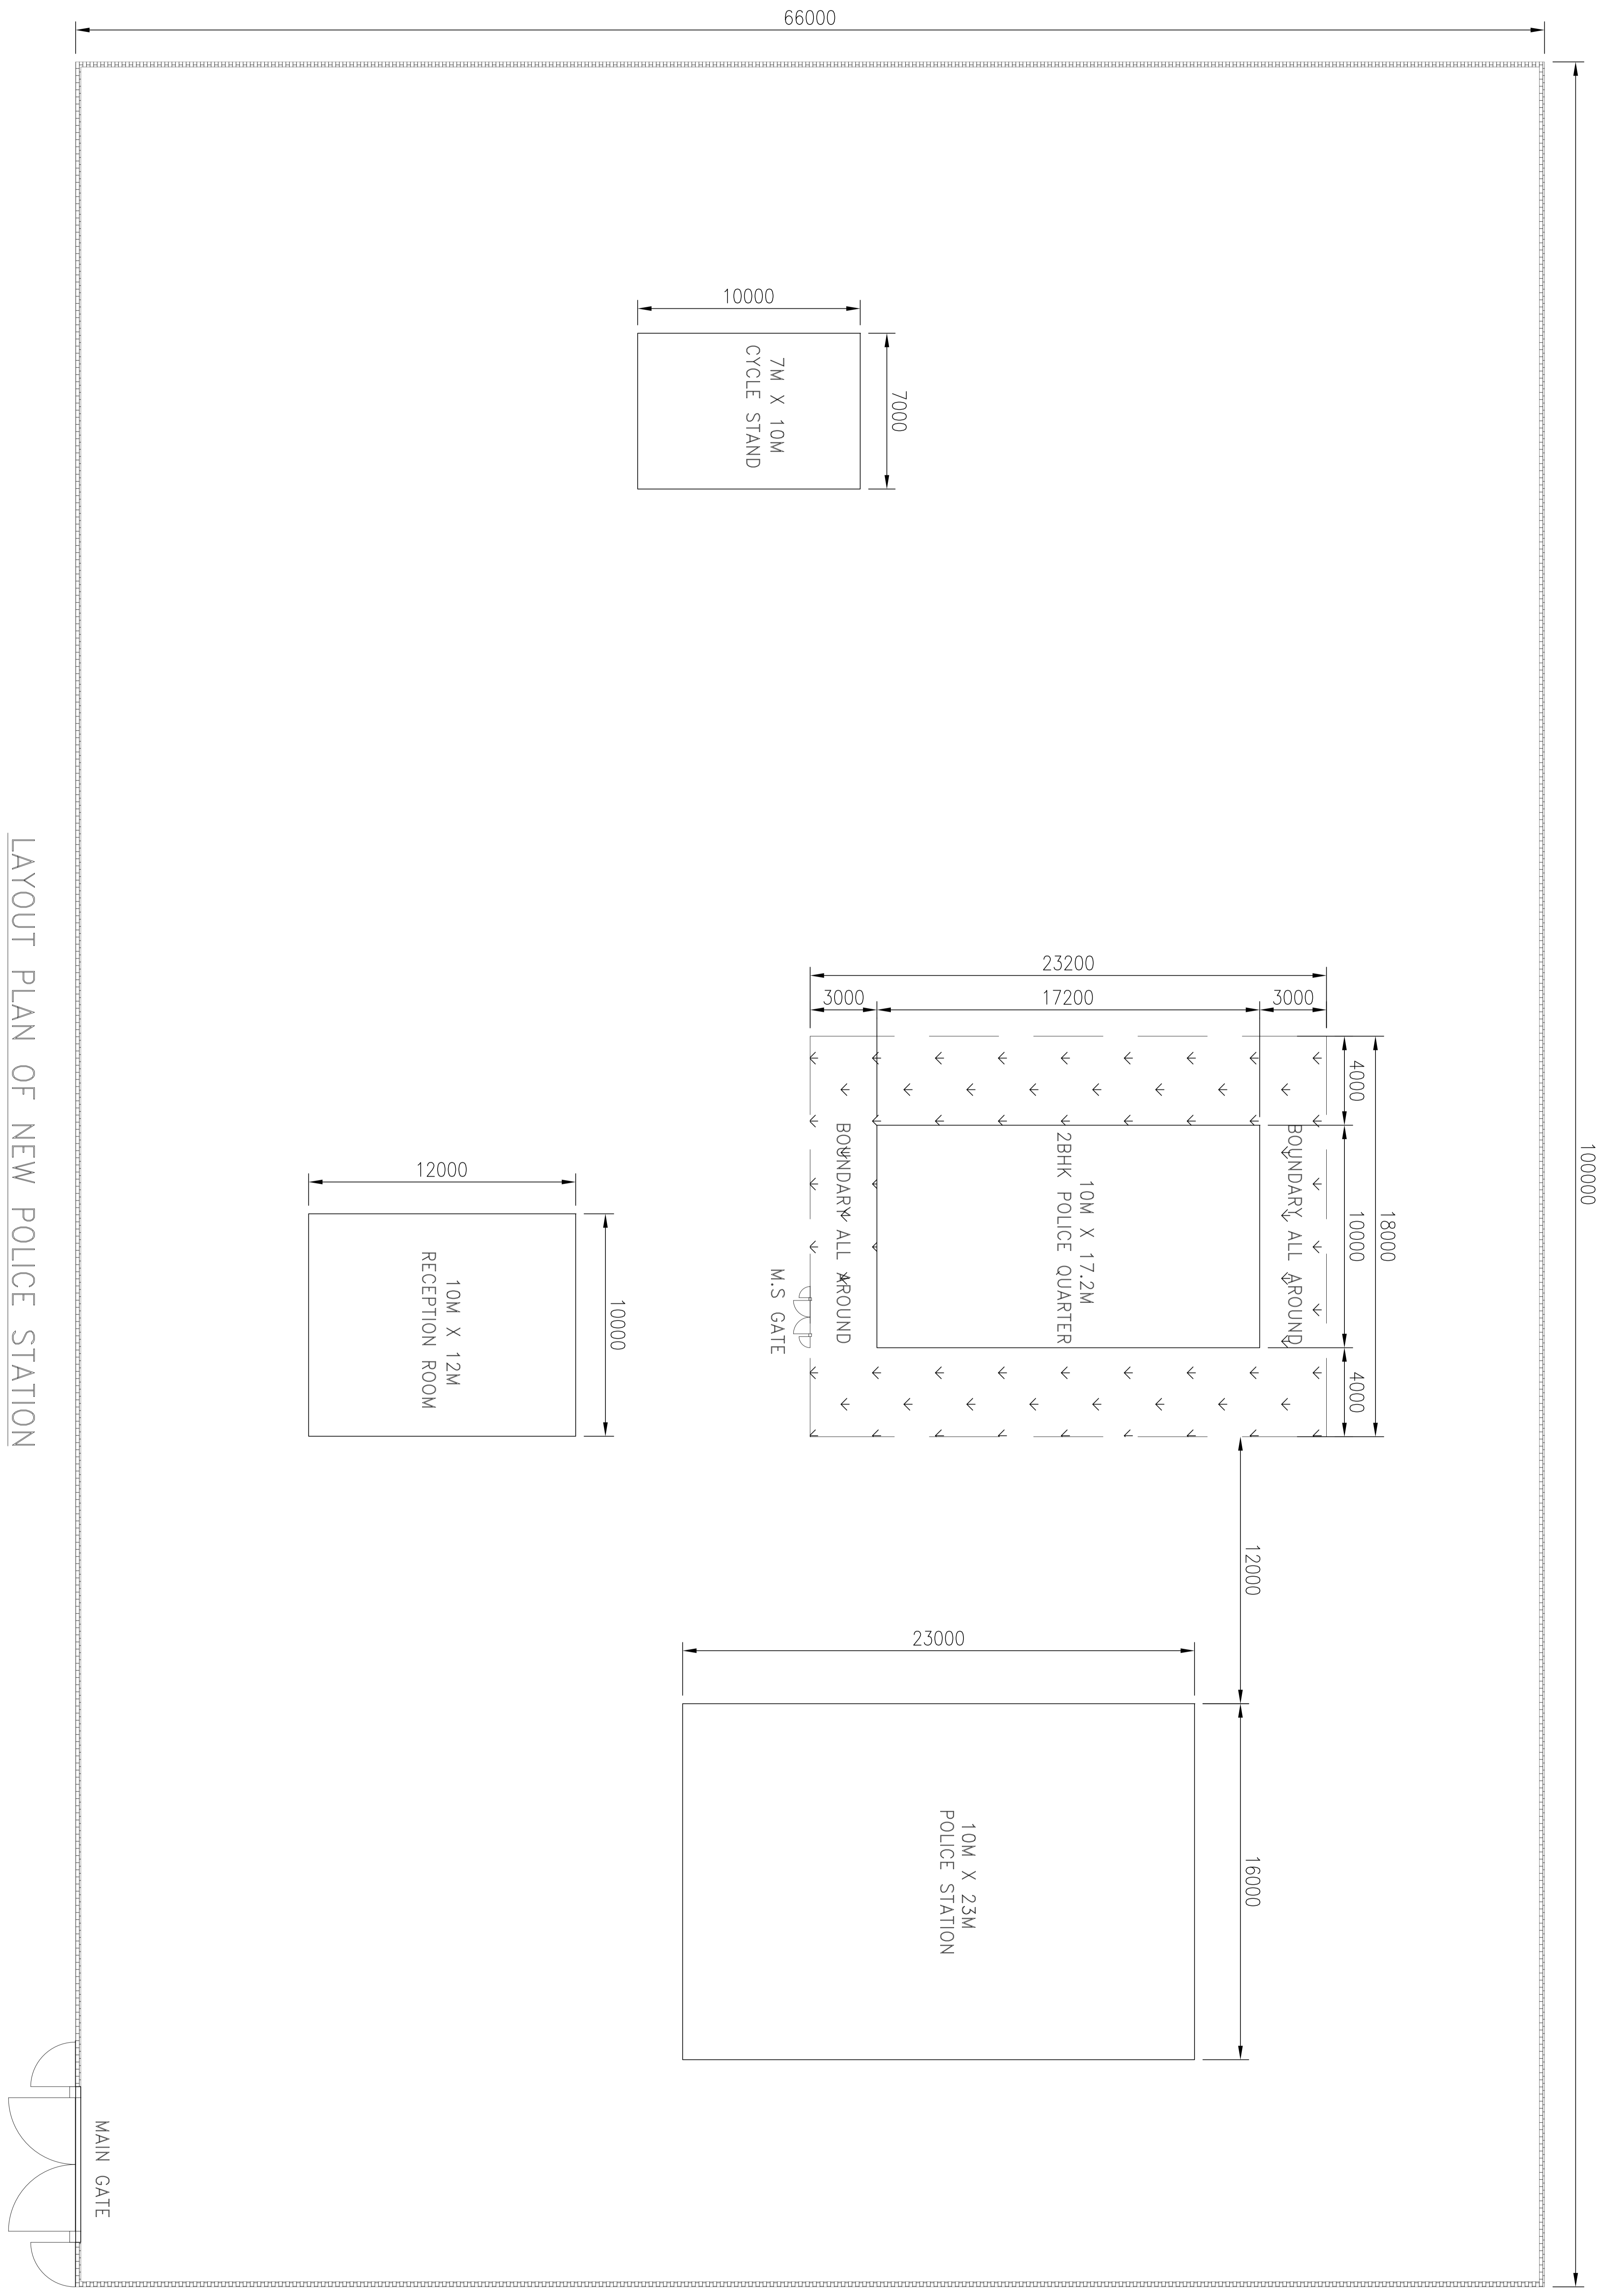 66000
100000
10000
7000
7M X 10M
CYCLE STAND
23200
3000
17200
3000
4000
10000
4000
18000
BOUNDARY ALL AROUND
10M X 17.2M
2BHK POLICE QUARTER
BOUNDARY ALL AROUND
M.S GATE
12000
10000
10M X 12M
RECEPTION ROOM
12000
23000
16000
10M X 23M
POLICE STATION
MAIN GATE
LAYOUT PLAN OF NEW POLICE STATION